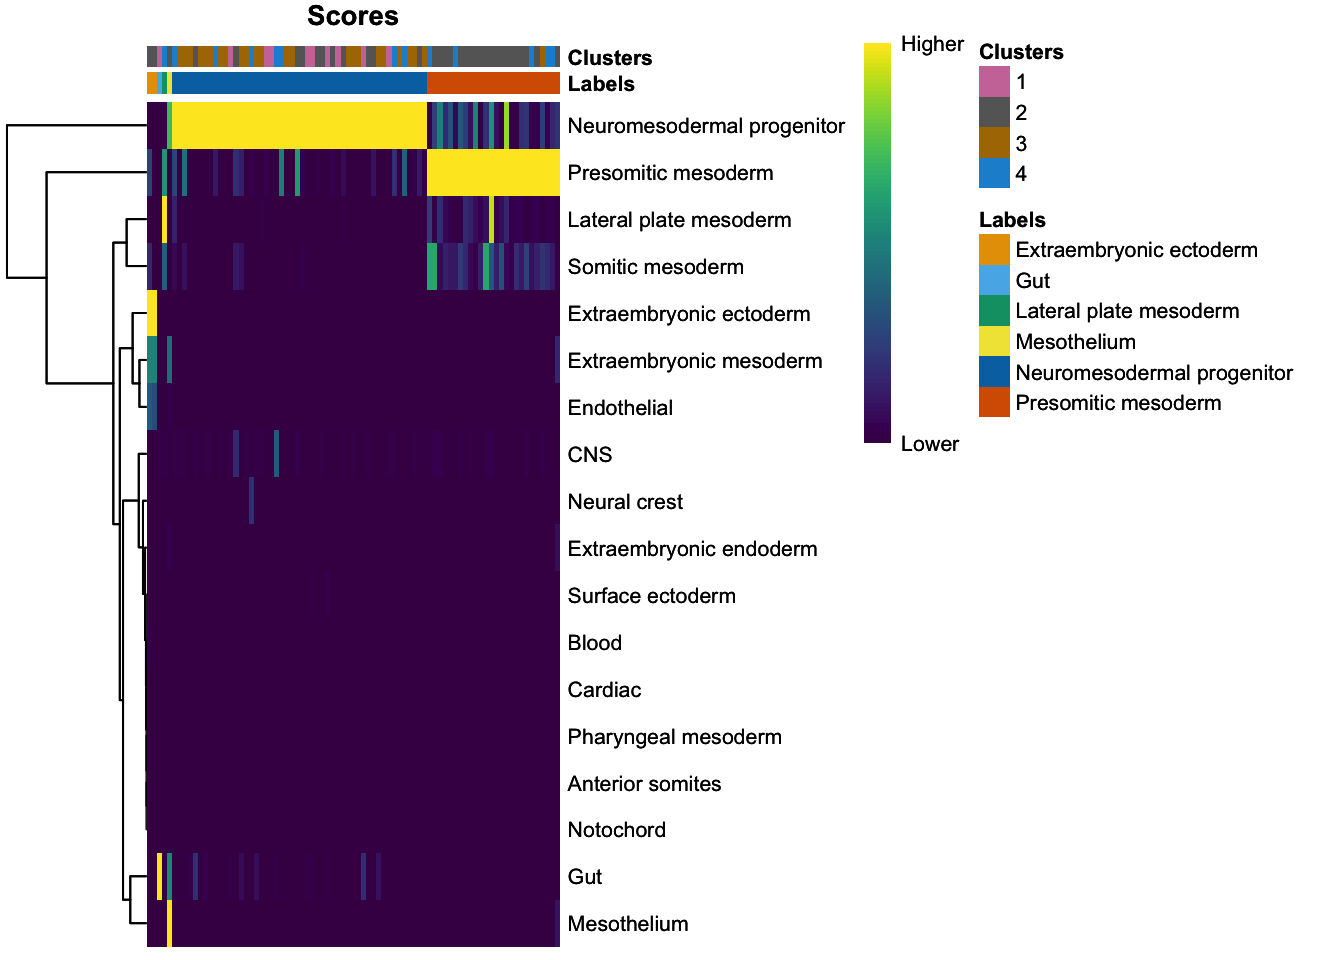 Scores
Clusters
Labels
Neuromesodermal progenitor
Presomitic mesoderm
Lateral plate mesoderm
Somitic mesoderm
Extraembryonic ectoderm
Extraembryonic mesoderm
Endothelial
CNS
Neural crest
Extraembryonic endoderm
Surface ectoderm
Blood
Cardiac
Pharyngeal mesoderm
Anterior somites
Notochord
Gut
Mesothelium
Higher
Lower
Clusters
1
2
3
4
Labels
Extraembryonic ectoderm
Gut
Lateral plate mesoderm
Mesothelium
Neuromesodermal progenitor
Presomitic mesoderm